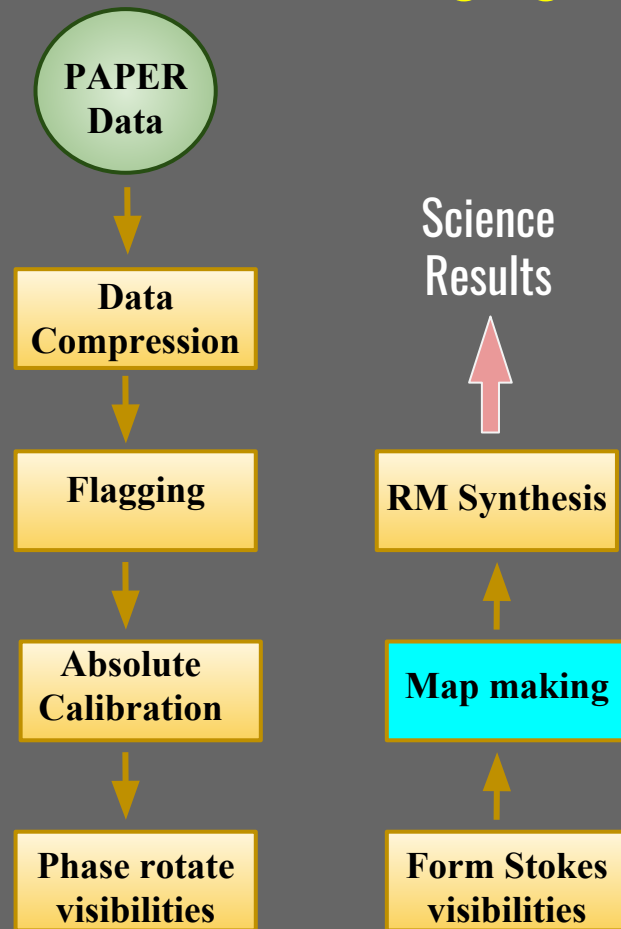 PAPER
Data
Data
Compression
Flagging
Absolute
Calibration
Phase rotate
visibilities
Form Stokes
visibilities
Map making
RM Synthesis
Science
Results